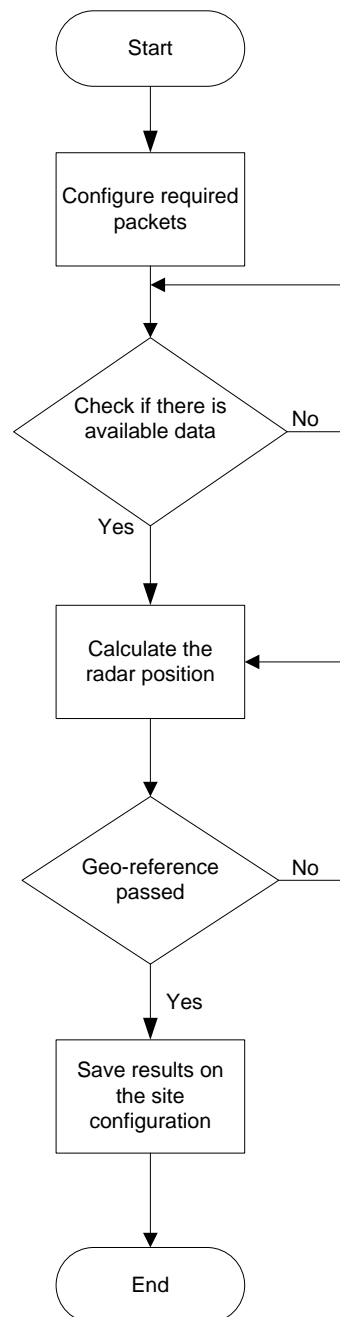 Start
Configure required
packets
Check if there is
available data
No
Yes
Calculate the
radar position
Geo-reference
passed
No
Yes
Save results on
the site
configuration
End